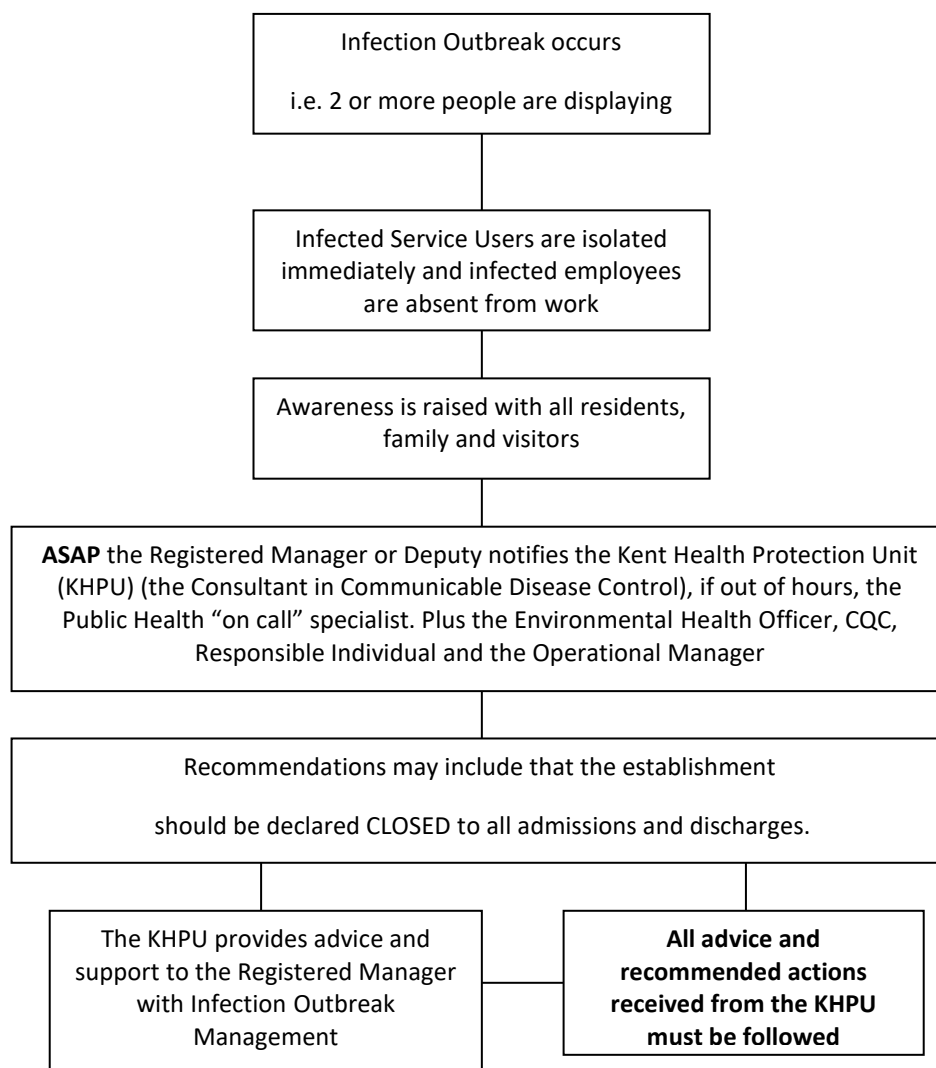 Infection Outbreak occurs
i.e. 2 or more people are displaying
Infected Service Users are isolated
immediately and infected employees
are absent from work
Awareness is raised with all residents,
family and visitors
ASAP the Registered Manager or Deputy notifies the Kent Health Protection Unit
(KHPU) (the Consultant in Communicable Disease Control), if out of hours, the
Public Health “on call” specialist. Plus the Environmental Health Officer, CQC,
Responsible Individual and the Operational Manager
Recommendations may include that the establishment
should be declared CLOSED to all admissions and discharges.
The KHPU provides advice and
support to the Registered Manager
with Infection Outbreak
Management
All advice and
recommended actions
received from the KHPU
must be followed